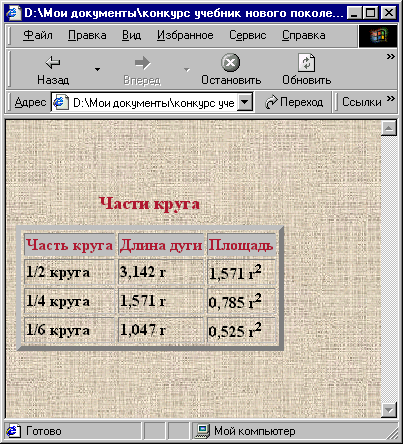 D:\Мои документы\конкурс учебник нового поколе...
Файл Правка Вид Избранное Сервис Справка »
Назад Вперед Остановить Обновить »
Адрес D:\Мои документы\конкурс уче Переход Ссылки »
Части круга
Часть круга Длина дуги Площадь
1/2 круга 3,142 r 1,571 r²
1/4 круга 1,571 r 0,785 r²
1/6 круга 1,047 r 0,525 r²
Готово Мой компьютер